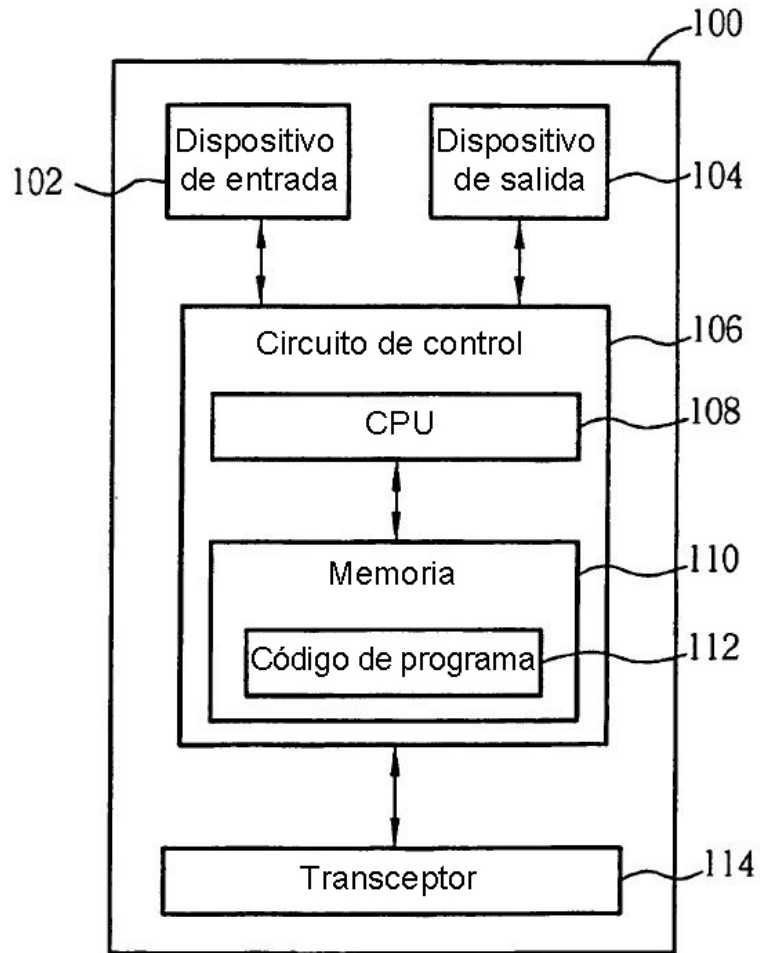 100
Dispositivo
de entrada
Dispositivo
de salida
102
104
Circuito de control
106
CPU
108
Memoria
110
Código de programa
112
Transceptor
114